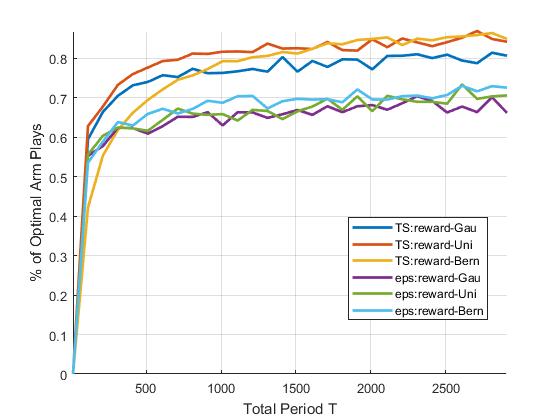 % of Optimal Arm Plays
0.8
0.7
0.6
0.5
0.4
0.3
0.2
0.1
0
TS:reward-Gau
TS:reward-Uni
TS:reward-Bern
eps:reward-Gau
eps:reward-Uni
eps:reward-Bern
500 1000 1500 2000 2500
Total Period T